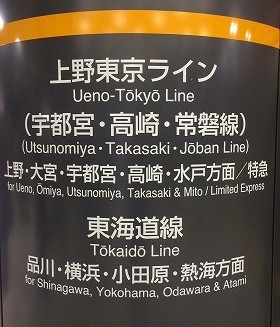 上野東京ライン
Ueno-Tōkyō Line
(宇都宮・高崎・常磐線)
(Utsunomiya・Takasaki・Jōban Line)
上野・大宮・宇都宮・高崎・水戸方面／特急
for Ueno, Ōmiya, Utsunomiya, Takasaki & Mito / Limited Express
東海道線
Tōkaidō Line
品川・横浜・小田原・熱海方面
for Shinagawa, Yokohama, Odawara & Atami